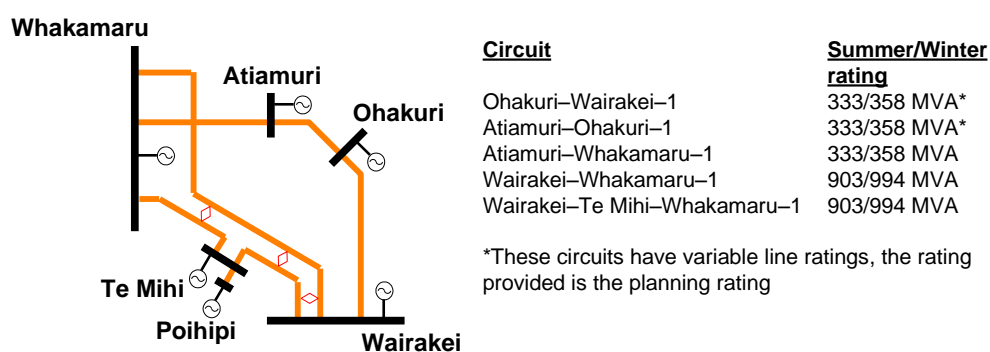 Whakamaru
Atiamuri
Ohakuri
Te Mihi
Poihipi
Wairakei
Circuit Summer/Winter
rating
Ohakuri–Wairakei–1 333/358 MVA*
Atiamuri–Ohakuri–1 333/358 MVA*
Atiamuri–Whakamaru–1 333/358 MVA
Wairakei–Whakamaru–1 903/994 MVA
Wairakei–Te Mihi–Whakamaru–1 903/994 MVA
*These circuits have variable line ratings, the rating
provided is the planning rating